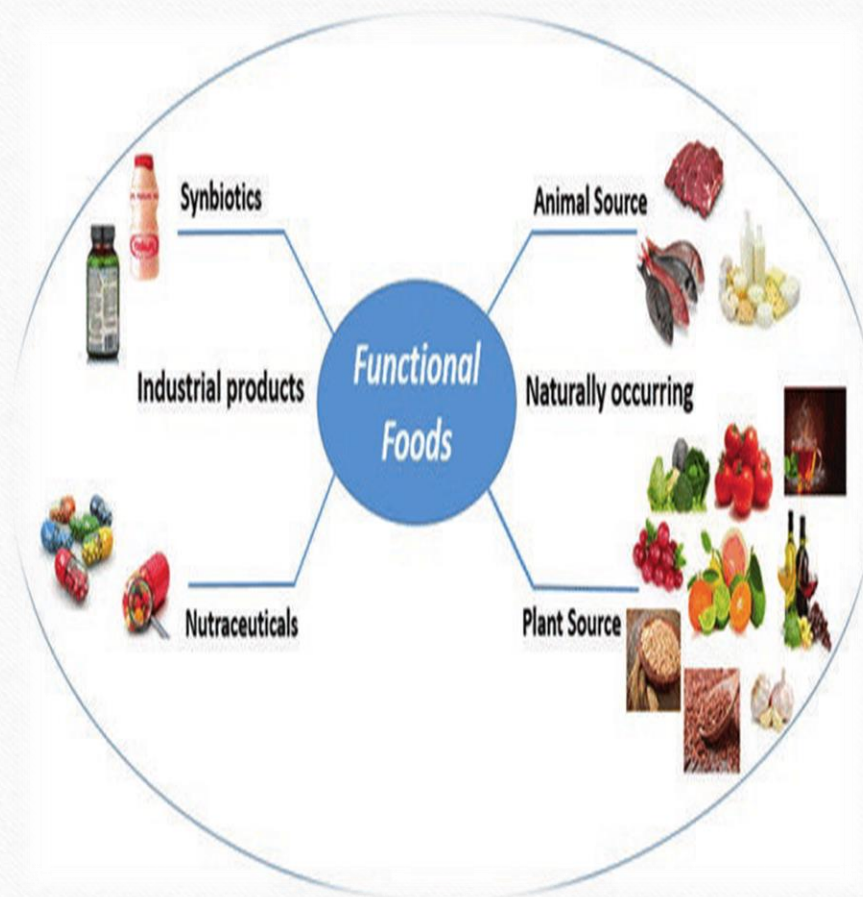 Synbiotics
Animal Source
Industrial products
Functional
Foods
Naturally occurring
Nutraceuticals
Plant Source